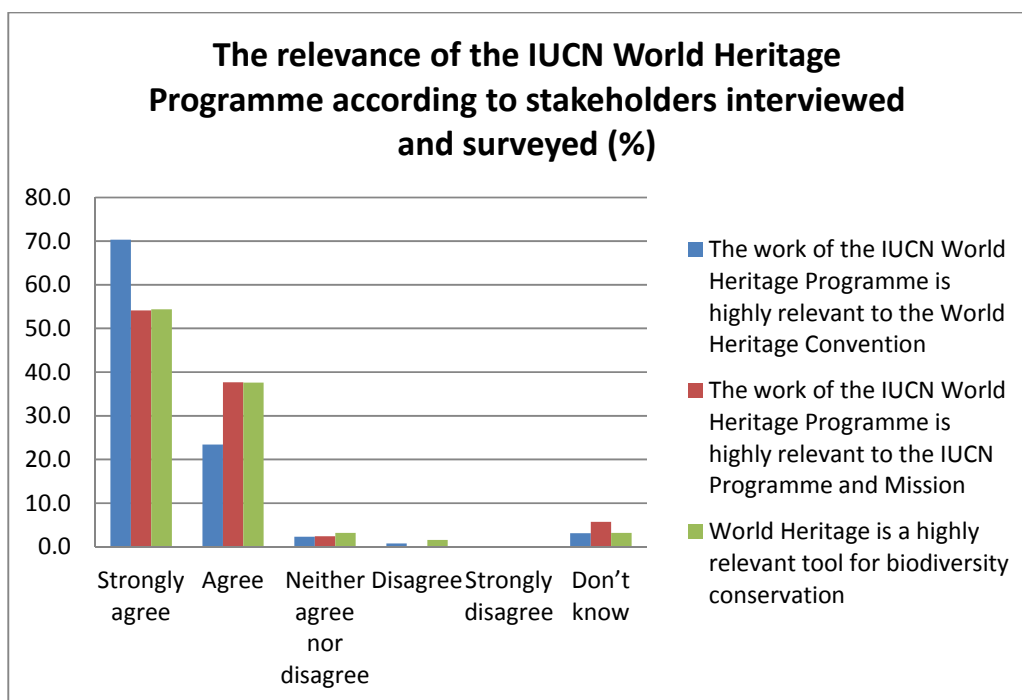 The relevance of the IUCN World Heritage
Programme according to stakeholders interviewed
and surveyed (%)
80.0
70.0
60.0
50.0
40.0
30.0
20.0
10.0
0.0
Strongly
agree
Agree
Neither
agree
nor
disagree
Disagree
Strongly
disagree
Don’t
know
The work of the IUCN World
Heritage Programme is
highly relevant to the World
Heritage Convention
The work of the IUCN World
Heritage Programme is
highly relevant to the IUCN
Programme and Mission
World Heritage is a highly
relevant tool for biodiversity
conservation